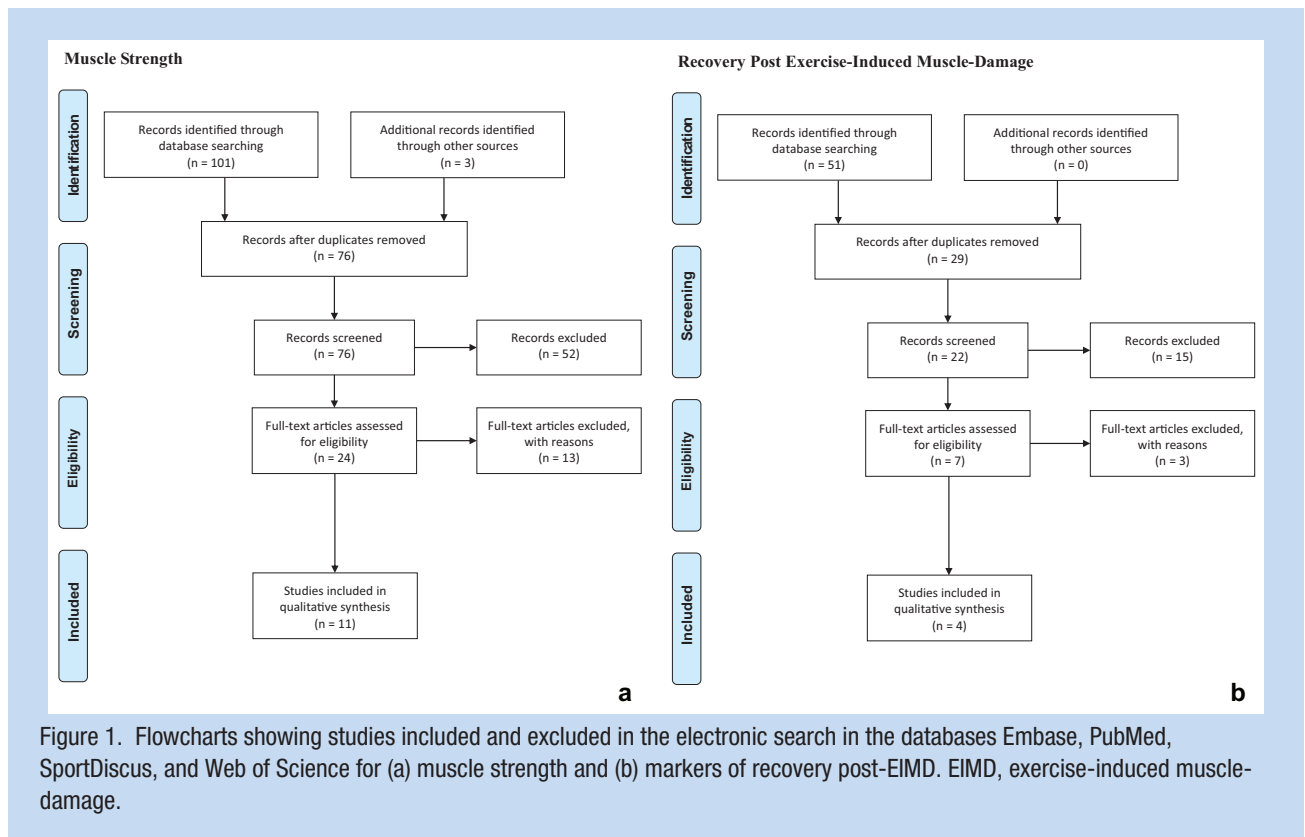 Muscle Strength
Identification
Records identified through
database searching
(n = 101)
Additional records identified
through other sources
(n = 3)
Screening
Records after duplicates removed
(n = 76)
Records screened
(n = 76)
Records excluded
(n = 52)
Eligibility
Full-text articles assessed
for eligibility
(n = 24)
Full-text articles excluded,
with reasons
(n = 13)
Included
Studies included in
qualitative synthesis
(n = 11)
a
Recovery Post Exercise-Induced Muscle-Damage
Identification
Records identified through
database searching
(n = 51)
Additional records identified
through other sources
(n = 0)
Screening
Records after duplicates removed
(n = 29)
Records screened
(n = 22)
Records excluded
(n = 15)
Eligibility
Full-text articles assessed
for eligibility
(n = 7)
Full-text articles excluded,
with reasons
(n = 3)
Included
Studies included in
qualitative synthesis
(n = 4)
b
Figure 1. Flowcharts showing studies included and excluded in the electronic search in the databases Embase, PubMed,
SportDiscus, and Web of Science for (a) muscle strength and (b) markers of recovery post-EIMD. EIMD, exercise-induced muscle-
damage.